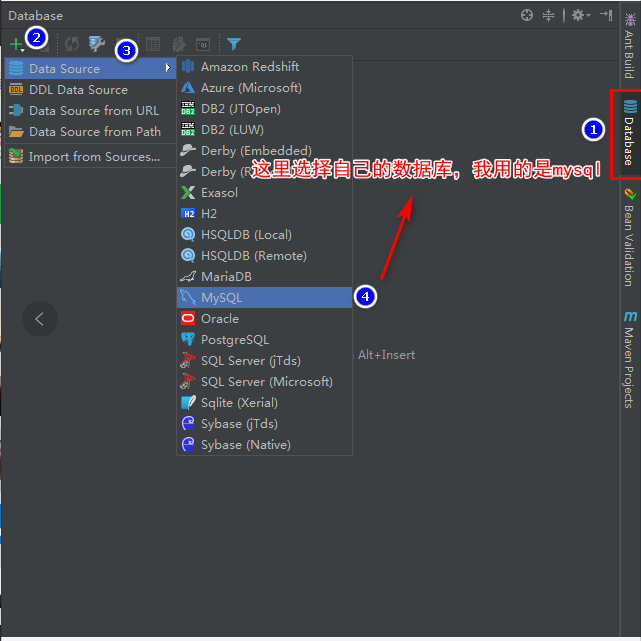 Database
2
3
Data Source
DDL Data Source
Data Source from URL
Data Source from Path
Import from Sources...
Amazon Redshift
Azure (Microsoft)
DB2 (JTOpen)
DB2 (LUW)
Derby (Embedded)
Derby (R
这里选择自己的数据库，我用的是mysql
Exasol
H2
HSQLDB (Local)
HSQLDB (Remote)
MariaDB
MySQL
4
Oracle
PostgreSQL
SQL Server (jTds)
SQL Server (Microsoft)
Sqlite (Xerial)
Sybase (jTds)
Sybase (Native)
Alt+Insert
Ant Build
1
Database
Bean Validation
Maven Projects